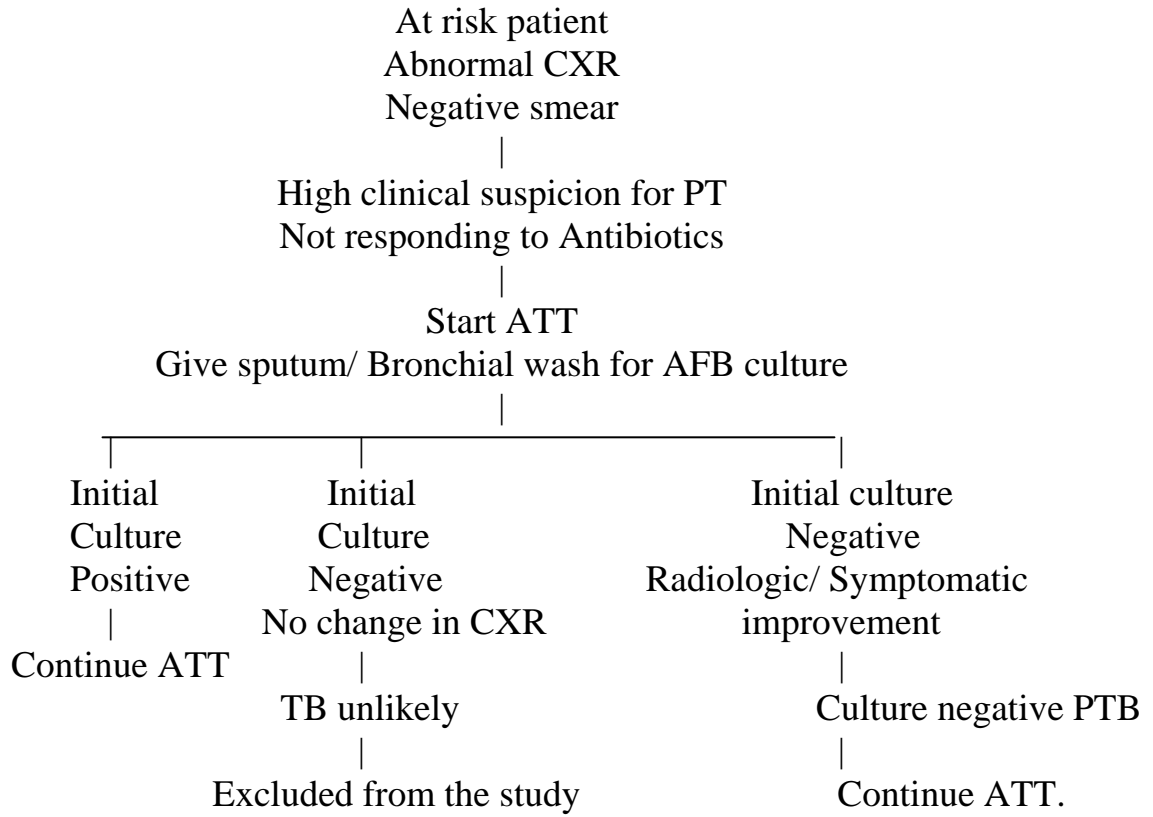 At risk patient
Abnormal CXR
Negative smear
High clinical suspicion for PT
Not responding to Antibiotics
Start ATT
Give sputum/ Bronchial wash for AFB culture
Initial
Culture
Positive
Continue ATT
Initial
Culture
Negative
No change in CXR
TB unlikely
Excluded from the study
Initial culture
Negative
Radiologic/ Symptomatic
improvement
Culture negative PTB
Continue ATT.